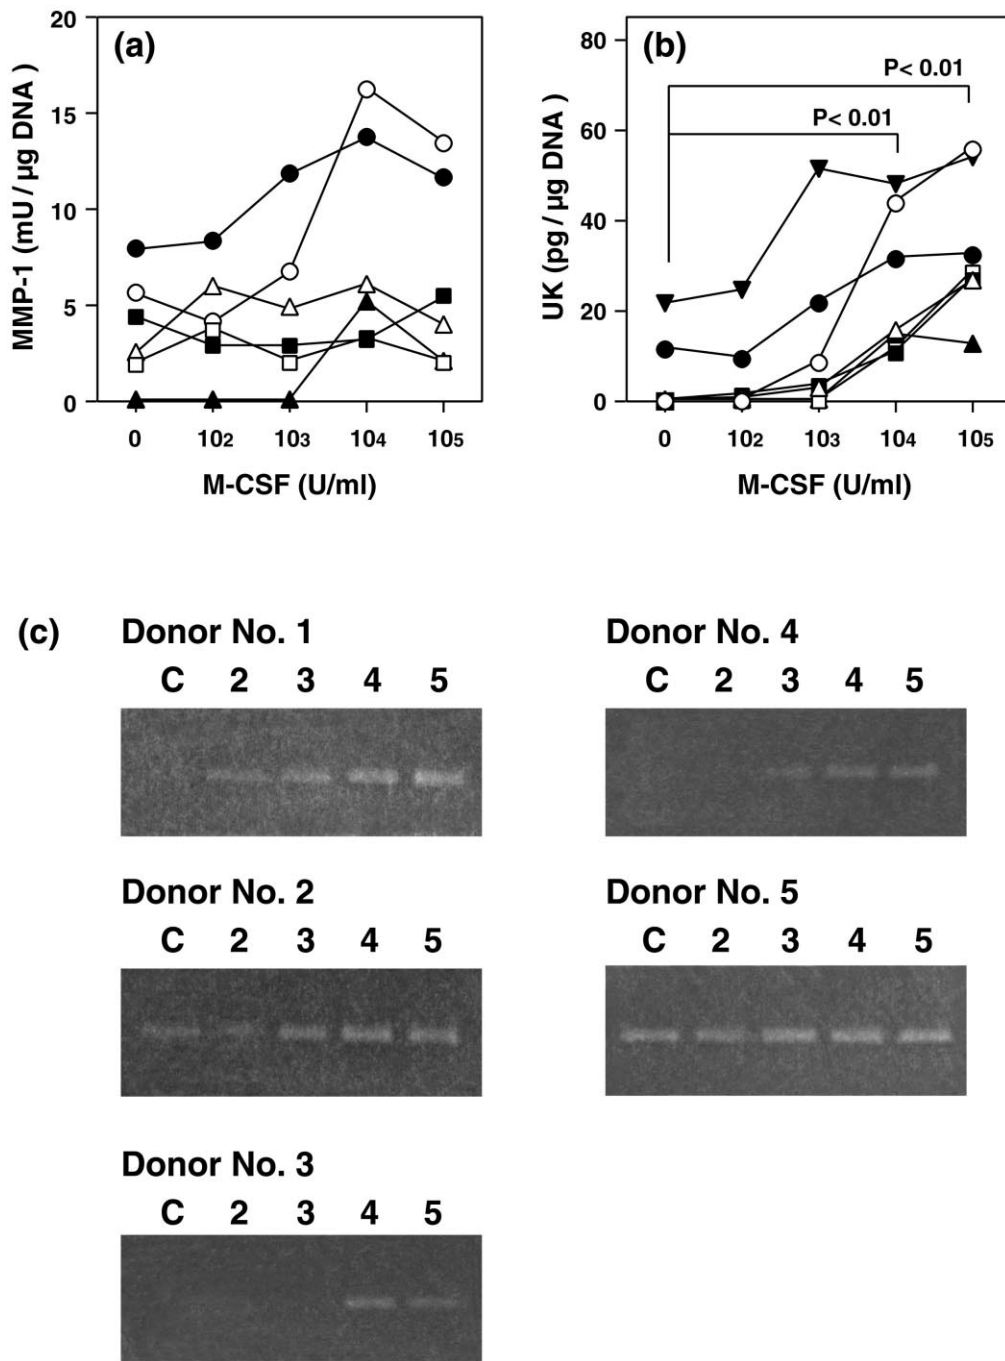 (a)
MMP-1 (mU / µg DNA )
20
15
10
5
0
0 102 103 104 105
M-CSF (U/ml)
(b)
UK (pg / µg DNA )
80
60
40
20
0
P< 0.01
P< 0.01
0 102 103 104 105
M-CSF (U/ml)
(c)
Donor No. 1
C 2 3 4 5
Donor No. 4
C 2 3 4 5
Donor No. 2
C 2 3 4 5
Donor No. 5
C 2 3 4 5
Donor No. 3
C 2 3 4 5